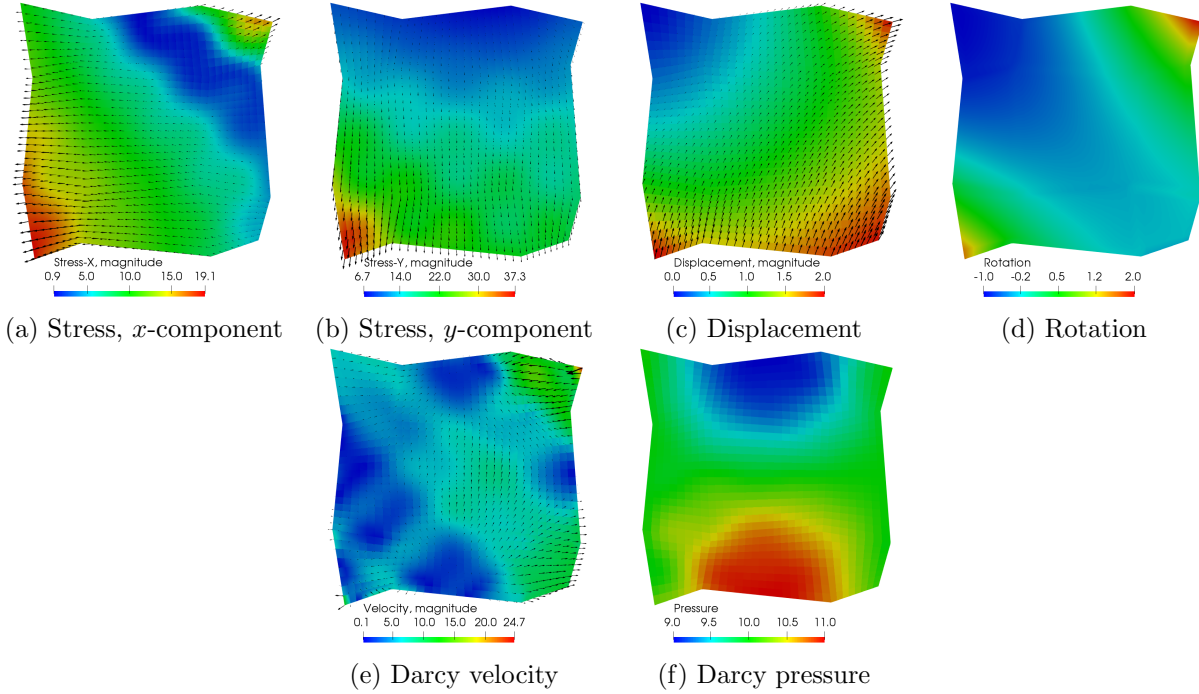 Stress-X, magnitude
0.9 5.0 10.0 15.0 19.1
Stress-Y, magnitude
6.7 14.0 22.0 30.0 37.3
Displacement, magnitude
0.0 0.5 1.0 1.5 2.0
Rotation
-1.0 -0.2 0.5 1.2 2.0
(a) Stress, x-component
(b) Stress, y-component
(c) Displacement
(d) Rotation
Velocity, magnitude
0.1 5.0 10.0 15.0 20.0 24.7
Pressure
9.0 9.5 10.0 10.5 11.0
(e) Darcy velocity
(f) Darcy pressure